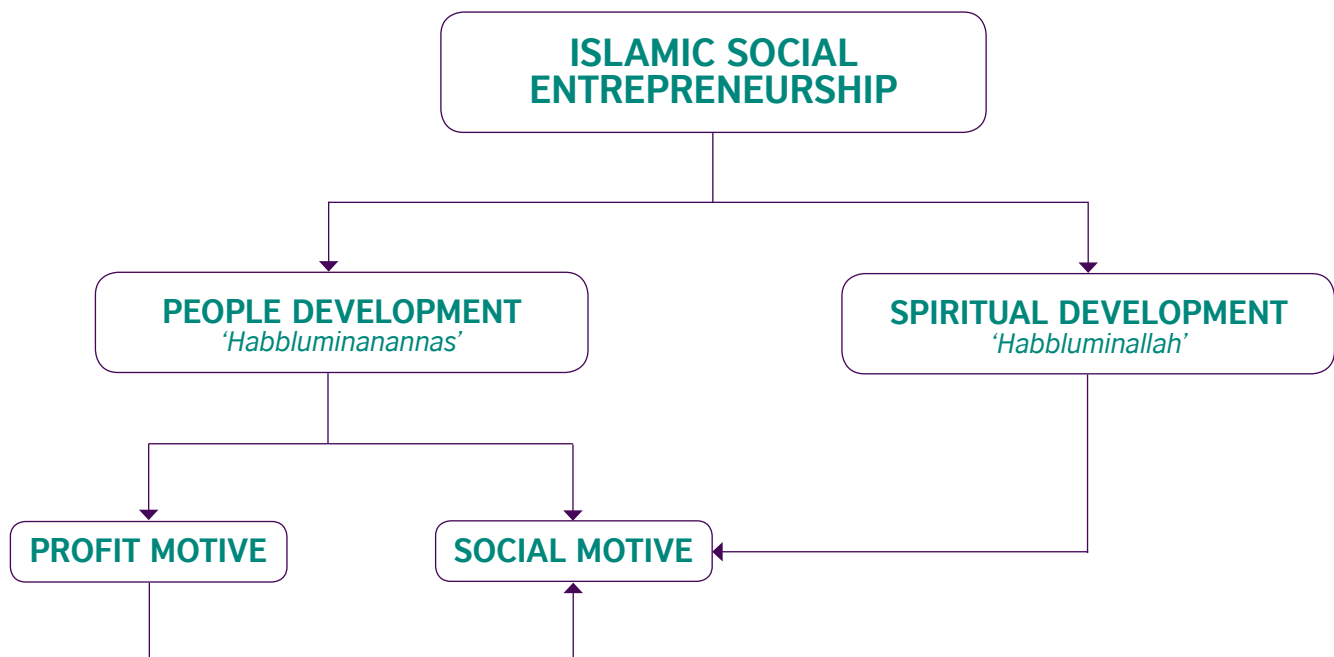 ISLAMIC SOCIAL
ENTREPRENEURSHIP
PEOPLE DEVELOPMENT
‘Habbluminanannas’
SPIRITUAL DEVELOPMENT
‘Habbluminallah’
PROFIT MOTIVE
SOCIAL MOTIVE